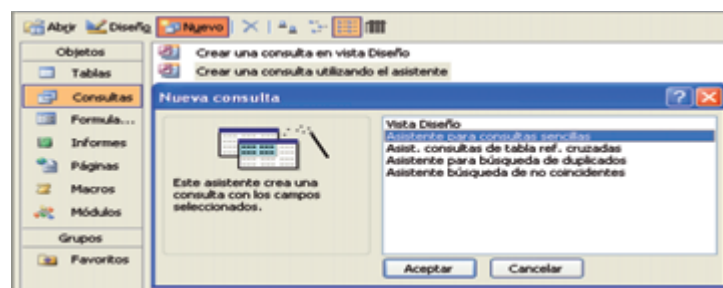 Abrir Diseño Nuevo
Objetos
Tablas
Consultas
Formula...
Informes
Páginas
Macros
Módulos
Grupos
Favoritos
Crear una consulta en vista Diseño
Crear una consulta utilizando el asistente
Nueva consulta
Este asistente crea una
consulta con los campos
seleccionados.
Vista Diseño
Asistente para consultas sencillas
Asist. consultas de tabla ref. cruzadas
Asistente para búsqueda de duplicados
Asistente búsqueda de no coincidentes
Aceptar Cancelar